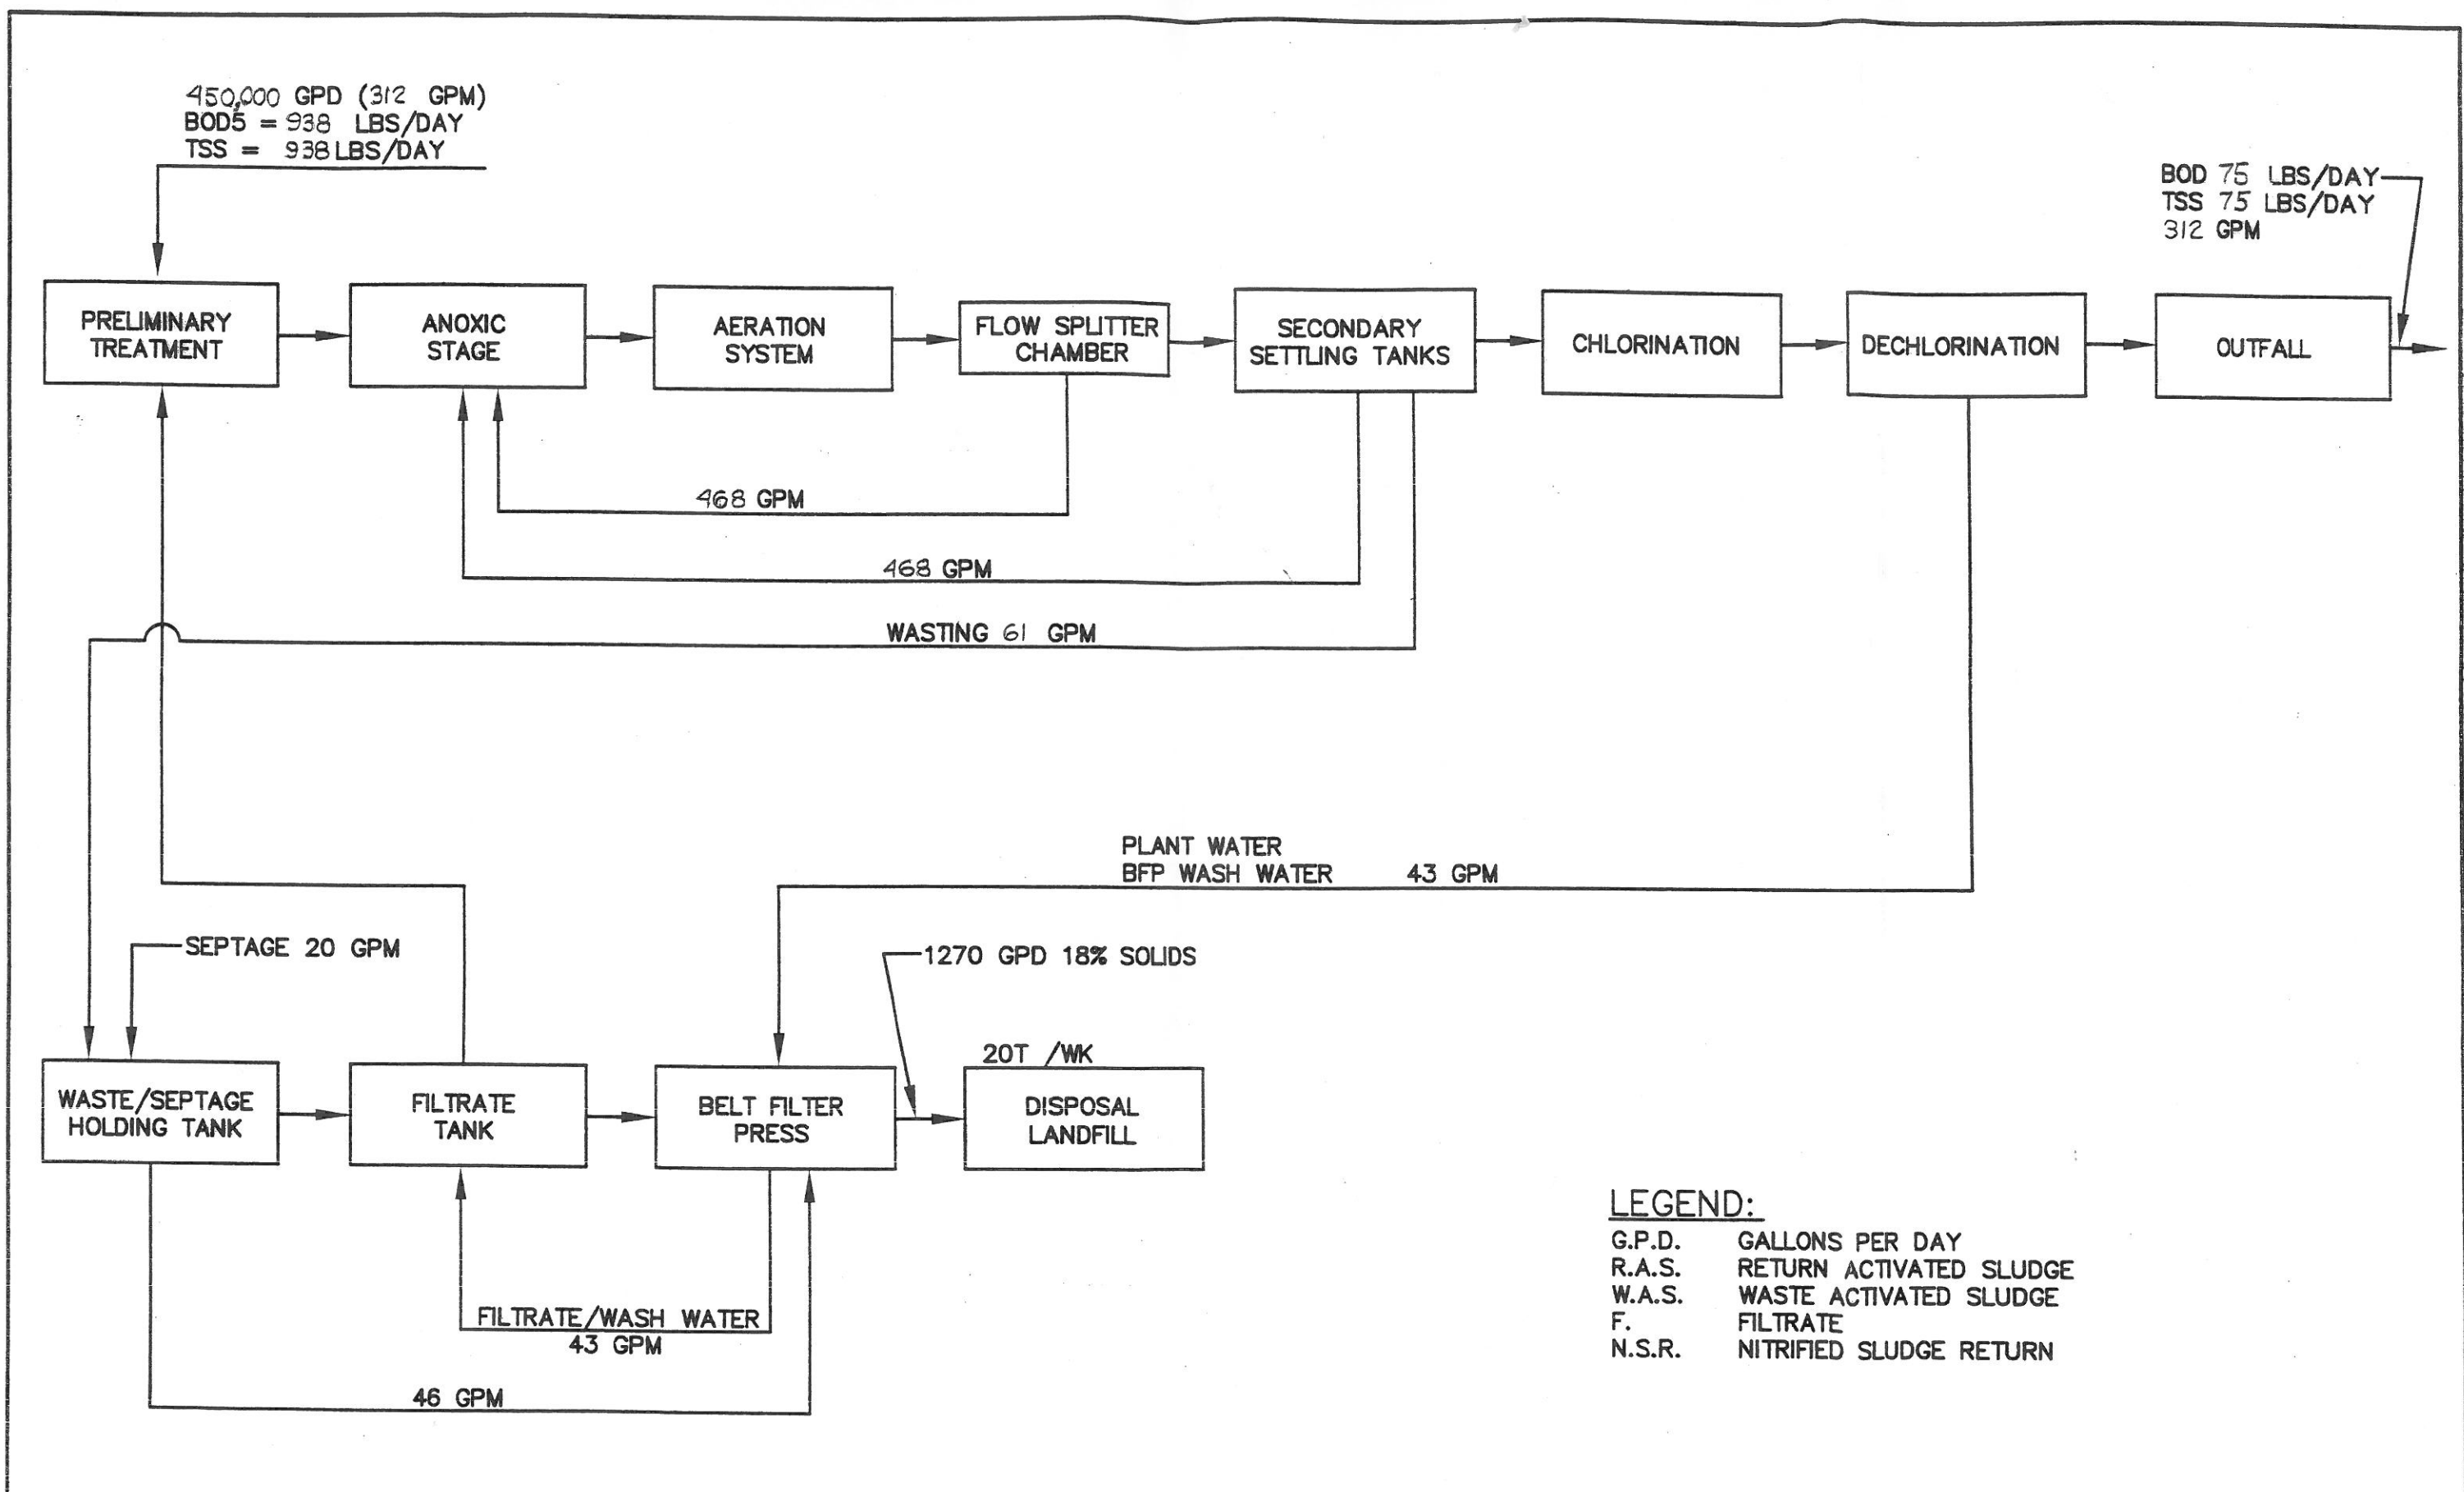 450,000 GPD (312 GPM)
BOD5 = 938 LBS/DAY
TSS = 938 LBS/DAY
BOD 75 LBS/DAY
TSS 75 LBS/DAY
312 GPM
PRELIMINARY
TREATMENT
ANOXIC
STAGE
AERATION
SYSTEM
FLOW SPLITTER
CHAMBER
SECONDARY
SETTLING TANKS
CHLORINATION
DECHLORINATION
OUTFALL
468 GPM
468 GPM
WASTING 61 GPM
PLANT WATER
BFP WASH WATER 43 GPM
SEPTAGE 20 GPM
1270 GPD 18% SOLIDS
20T /WK
WASTE/SEPTAGE
HOLDING TANK
FILTRATE
TANK
BELT FILTER
PRESS
DISPOSAL
LANDFILL
FILTRATE/WASH WATER
43 GPM
46 GPM
LEGEND:
G.P.D. GALLONS PER DAY
R.A.S. RETURN ACTIVATED SLUDGE
W.A.S. WASTE ACTIVATED SLUDGE
F. FILTRATE
N.S.R. NITRIFIED SLUDGE RETURN